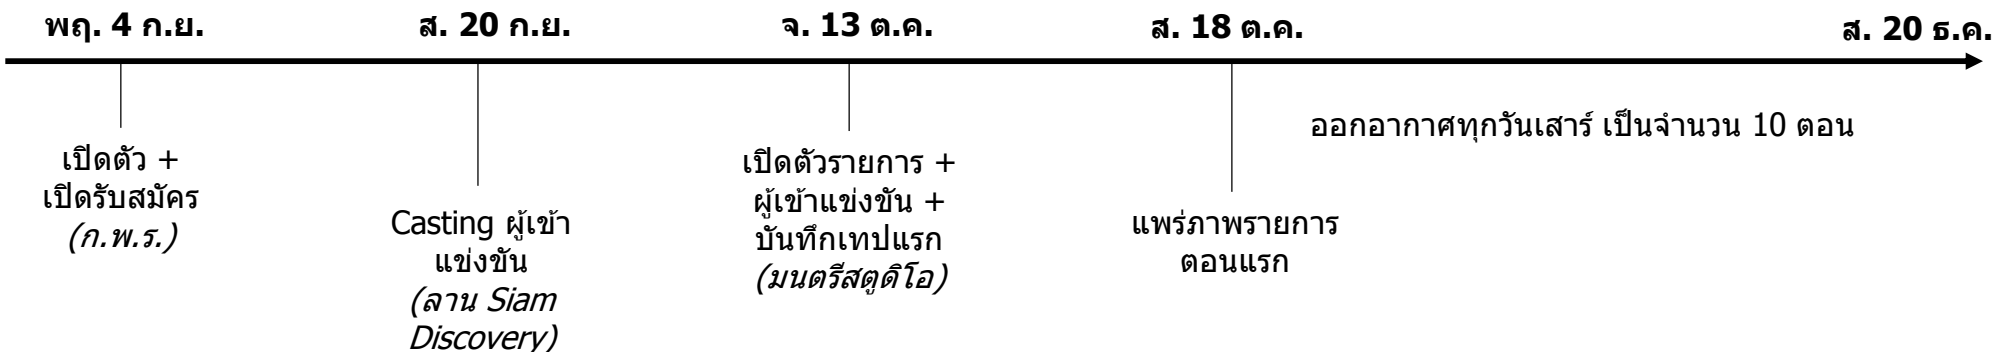 พฤ. 4 ก.ย.
ส. 20 ก.ย.
จ. 13 ต.ค.
ส. 18 ต.ค.
ส. 20 ธ.ค.
เปิดตัว +
เปิดรับสมัคร
(ก.พ.ร.)
Casting ผู้เข้า
แข่งขัน
(ลาน Siam
Discovery)
เปิดตัวรายการ +
ผู้เข้าแข่งขัน +
บันทึกเทปแรก
(มนตรีสตูดิโอ)
แพร่ภาพรายการ
ตอนแรก
ออกอากาศทุกวันเสาร์ เป็นจำนวน 10 ตอน